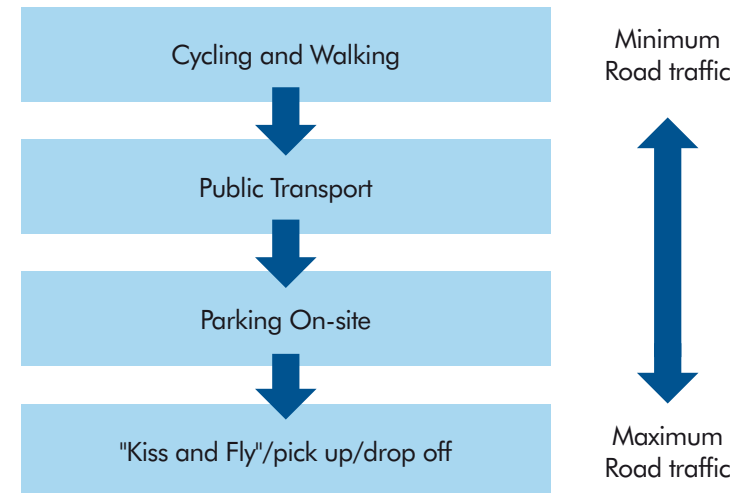 Cycling and Walking
Minimum
Road traffic
Public Transport
Parking On-site
"Kiss and Fly"/pick up/drop off
Maximum
Road traffic